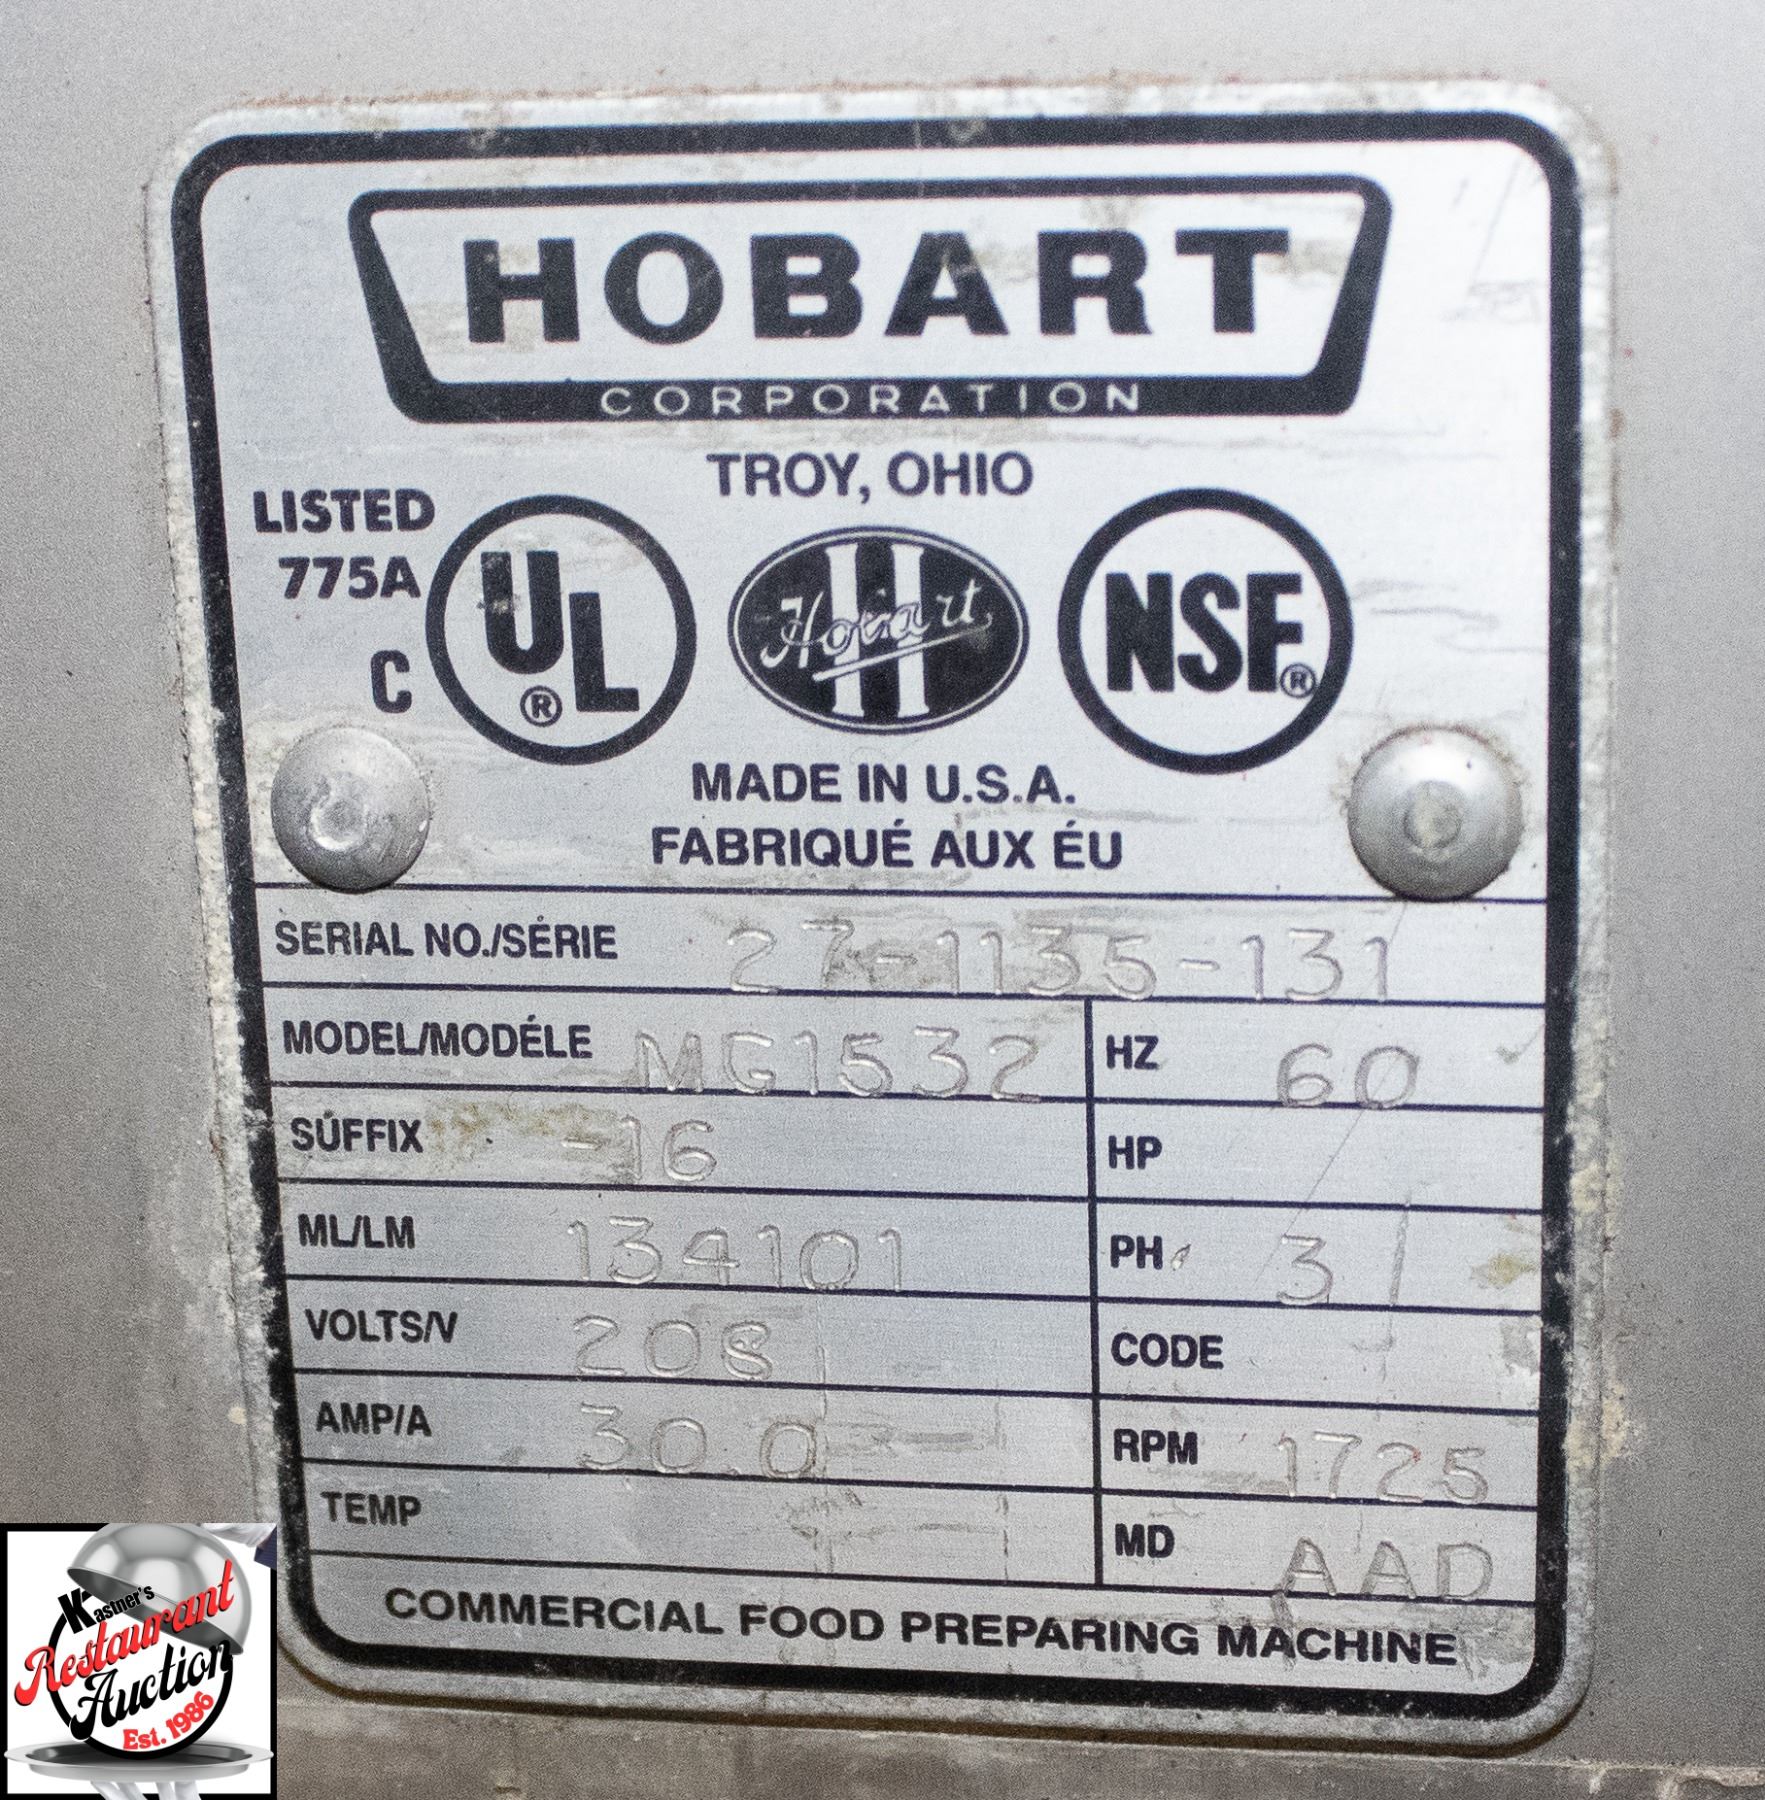 HOBART
CORPORATION
TROY, OHIO
LISTED
775A
C UL® Hobart NSF®
MADE IN U.S.A.
FABRIQUÉ AUX ÉU
SERIAL NO./SÉRIE 27-1135-131
MODEL/MODÉLE MG1532 HZ 60
SUFFIX -16 HP
ML/LM 134101 PH 3
VOLTS/V 208 CODE
AMP/A 30.0 RPM 1725
TEMP MD AAD
COMMERCIAL FOOD PREPARING MACHINE
Kastner's
Restaurant
Auction
Est. 1986